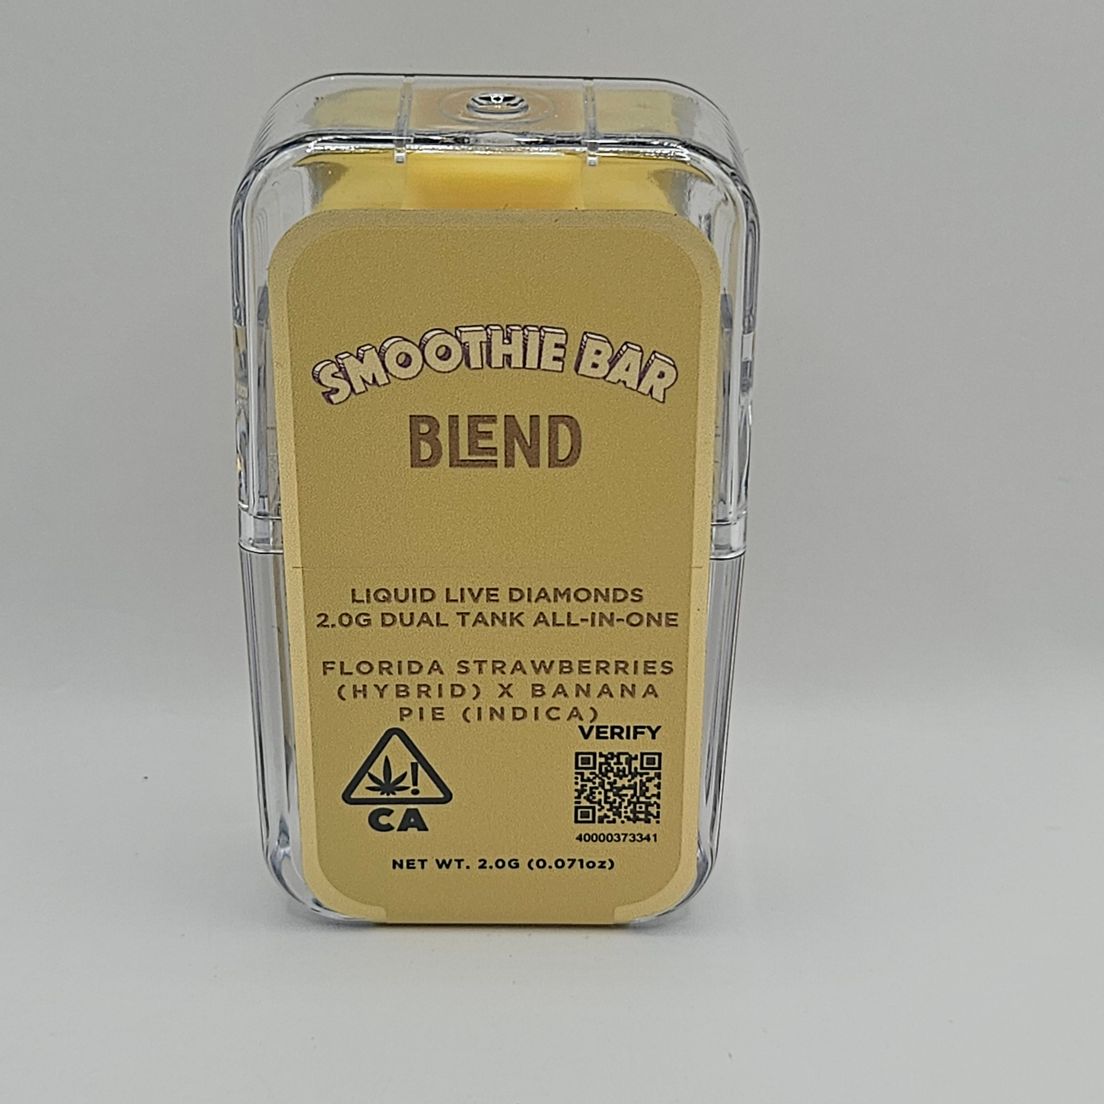 SMOOTHIE BAR
BLEND
LIQUID LIVE DIAMONDS
2.0G DUAL TANK ALL-IN-ONE
FLORIDA STRAWBERRIES
(HYBRID) X BANANA
PIE (INDICA)
VERIFY
!
CA
40000373341
NET WT. 2.0G (0.071oz)